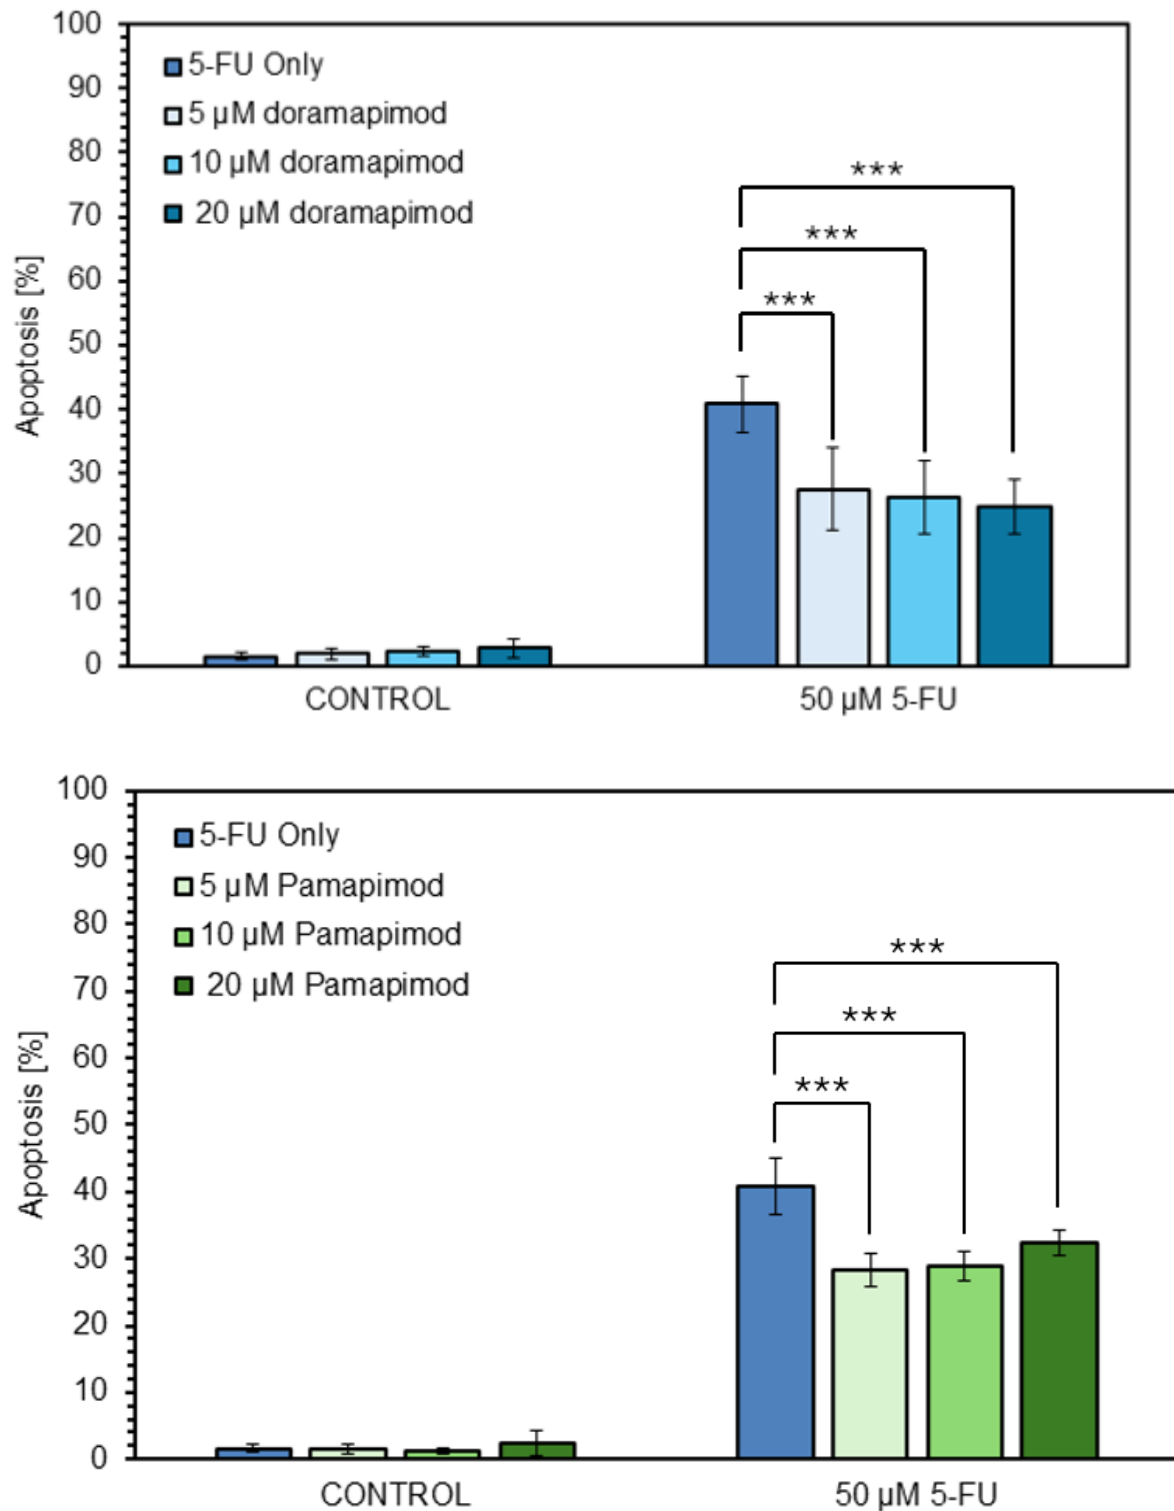 100
90
80
70
60
50
40
30
20
10
0
Apoptosis [%]
5-FU Only
5 µM doramapimod
10 µM doramapimod
20 µM doramapimod
***
***
***
CONTROL
50 µM 5-FU
100
90
80
70
60
50
40
30
20
10
0
Apoptosis [%]
5-FU Only
5 µM Pamapimod
10 µM Pamapimod
20 µM Pamapimod
***
***
***
CONTROL
50 µM 5-FU